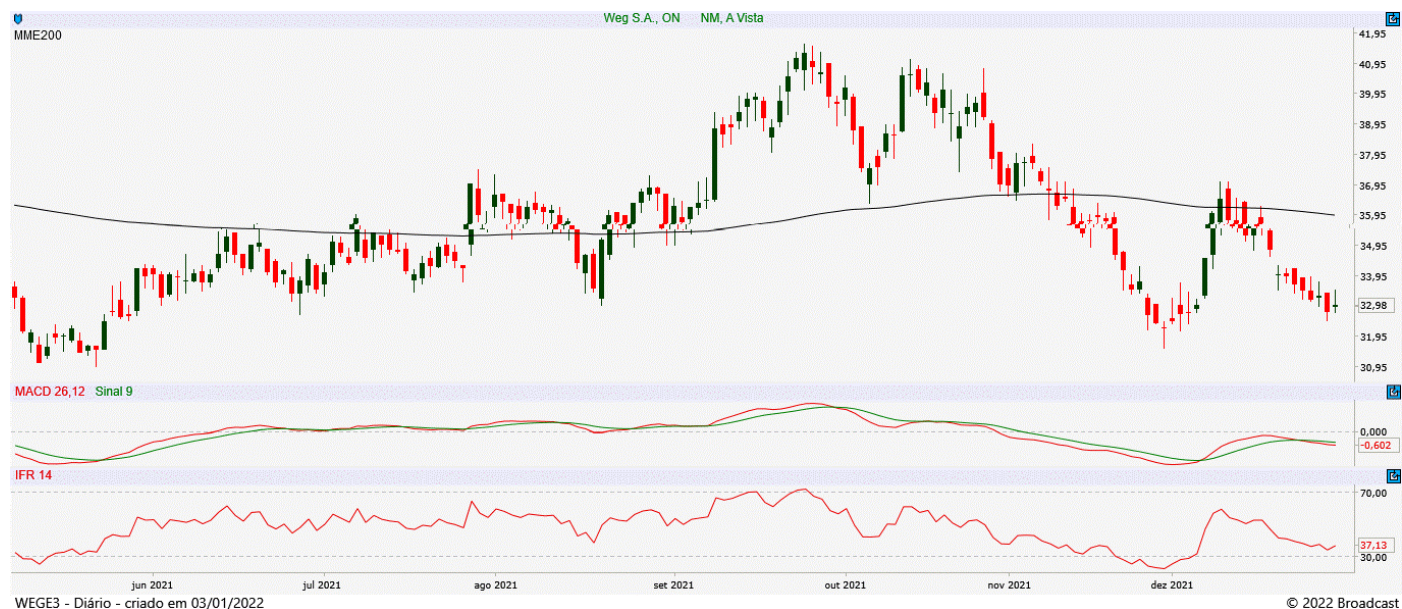 Weg S.A., ON NM, A Vista
MME200
41,95
40,95
39,95
38,95
37,95
36,95
35,95
34,95
33,95
32,98
31,95
30,95
MACD 26,12 Sinal 9
0,000
-0,602
IFR 14
70,00
37,13
30,00
jun 2021 jul 2021 ago 2021 set 2021 out 2021 nov 2021 dez 2021
WEGE3 - Diário - criado em 03/01/2022 © 2022 Broadcast